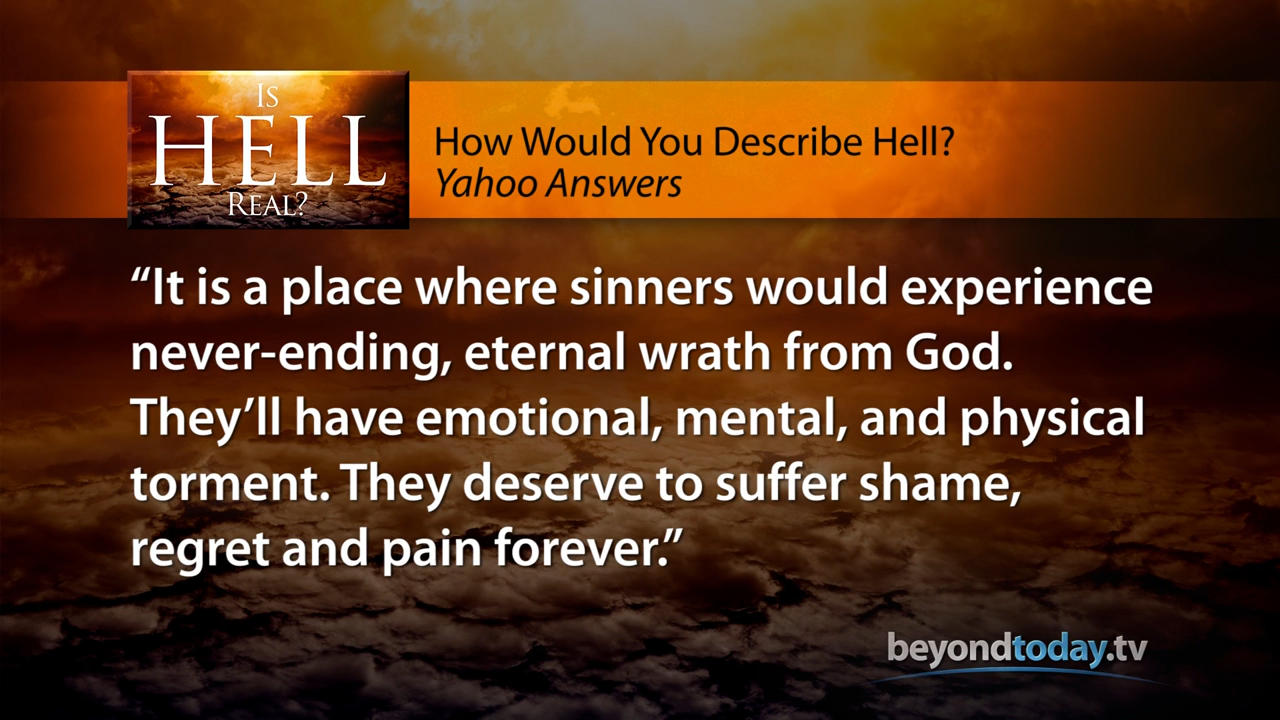 Is
HELL
Real?
How Would You Describe Hell?
Yahoo Answers
“It is a place where sinners would experience
never-ending, eternal wrath from God.
They’ll have emotional, mental, and physical
torment. They deserve to suffer shame,
regret and pain forever.”
beyondtoday.tv